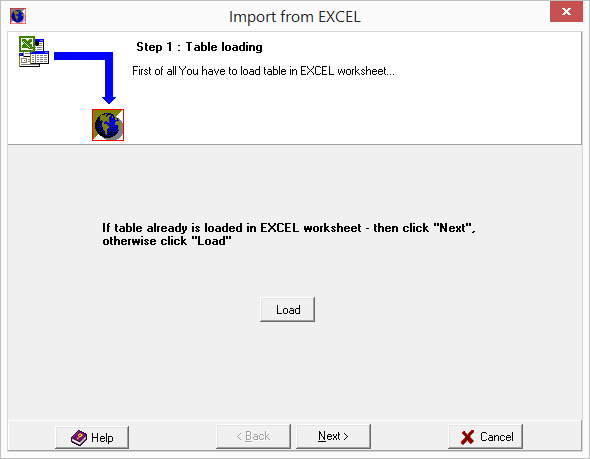 Import from EXCEL
Step 1 : Table loading
First of all You have to load table in EXCEL worksheet...
If table already is loaded in EXCEL worksheet - then click "Next",
otherwise click "Load"
Load
Help
< Back
Next >
Cancel